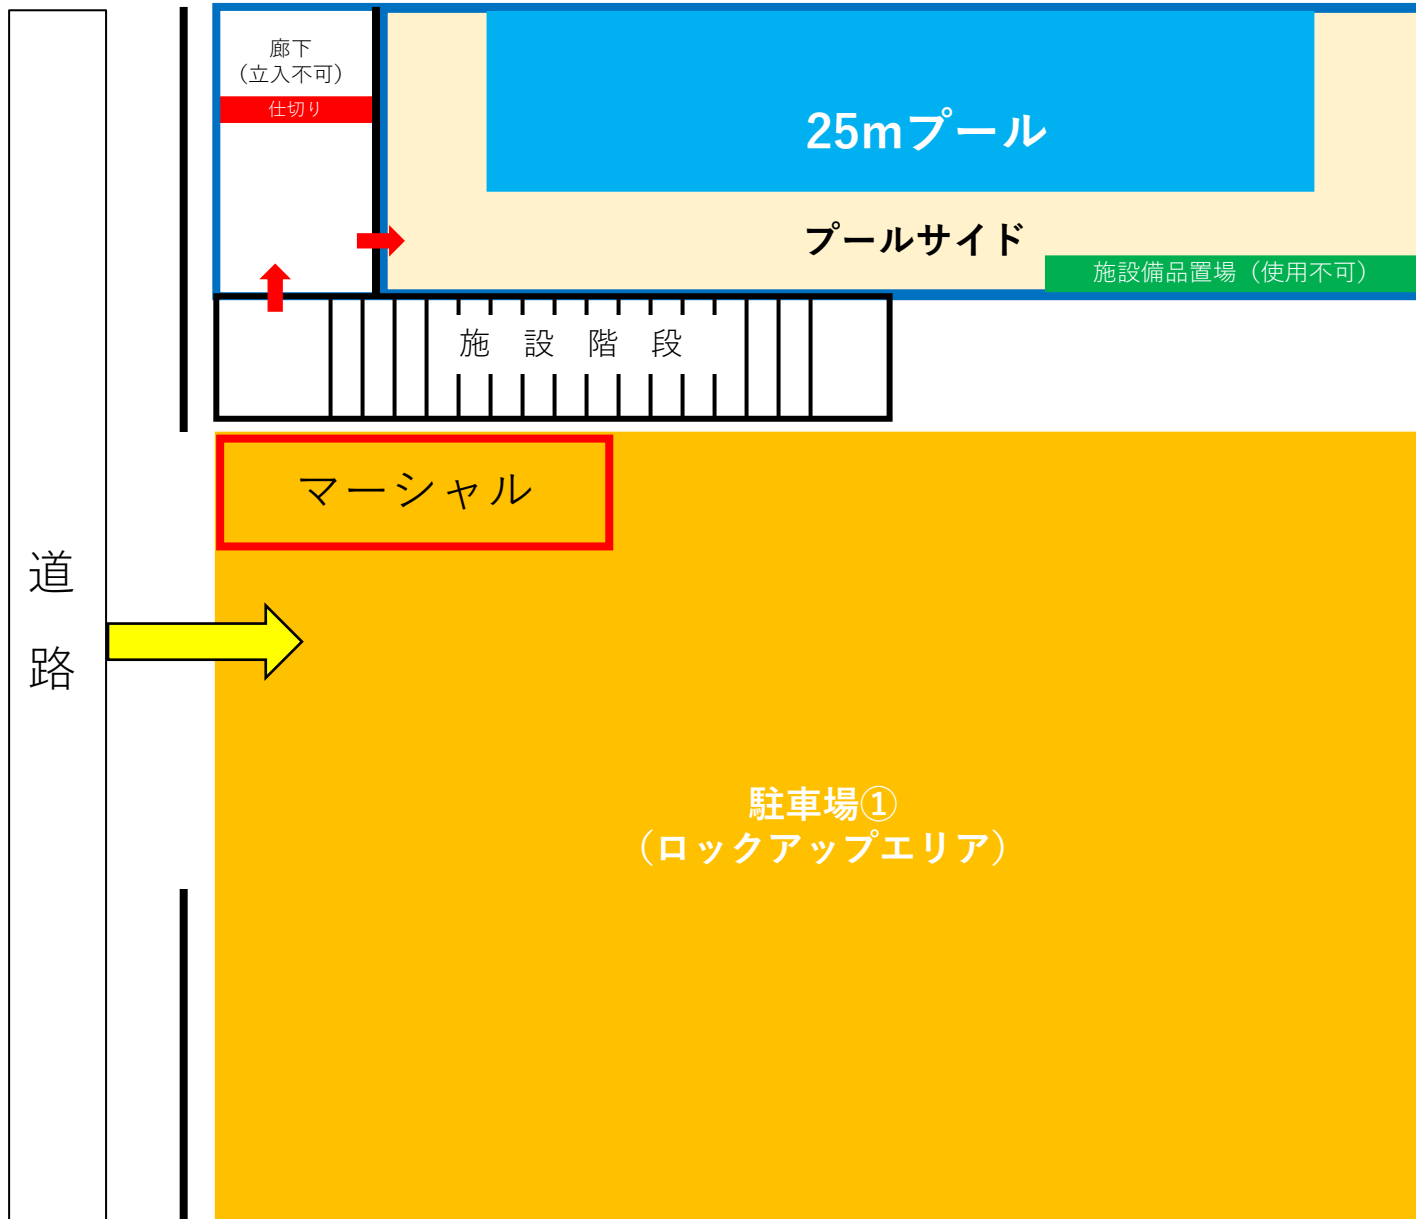 廊下
（立入不可）
仕切り
25mプール
プールサイド
施設備品置場（使用不可）
施設階段
マーシャル
道路
駐車場①
（ロックアップエリア）